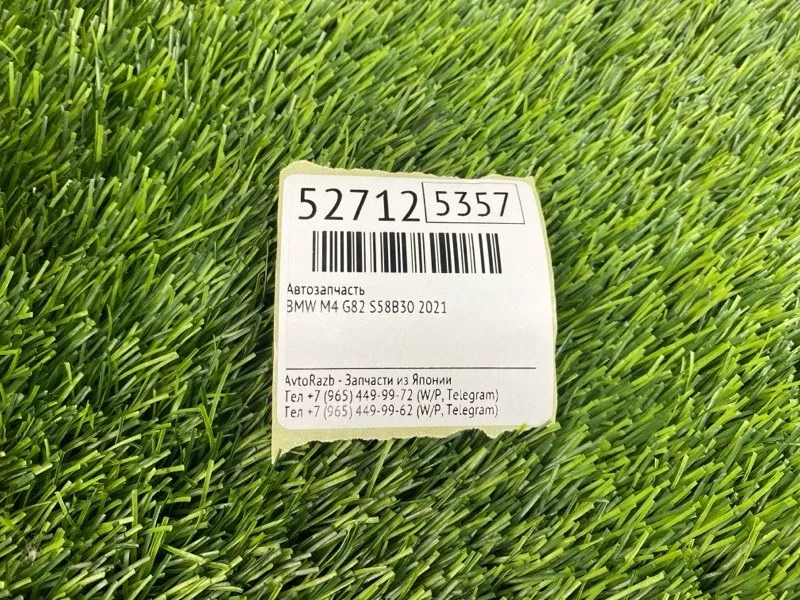 52712 5357
Автозапчасть
BMW M4 G82 S58B30 2021
AvtoRazb - Запчасти из Японии
Тел +7 (965) 449-99-72 (W/P, Telegram)
Тел +7 (965) 449-99-62 (W/P, Telegram)